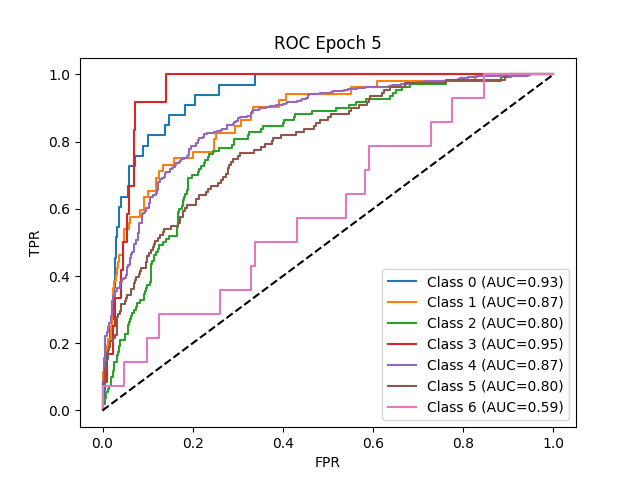 ROC Epoch 5
TPR
1.0
0.8
0.6
0.4
0.2
0.0
Class 0 (AUC=0.93)
Class 1 (AUC=0.87)
Class 2 (AUC=0.80)
Class 3 (AUC=0.95)
Class 4 (AUC=0.87)
Class 5 (AUC=0.80)
Class 6 (AUC=0.59)
0.0 0.2 0.4 0.6 0.8 1.0
FPR